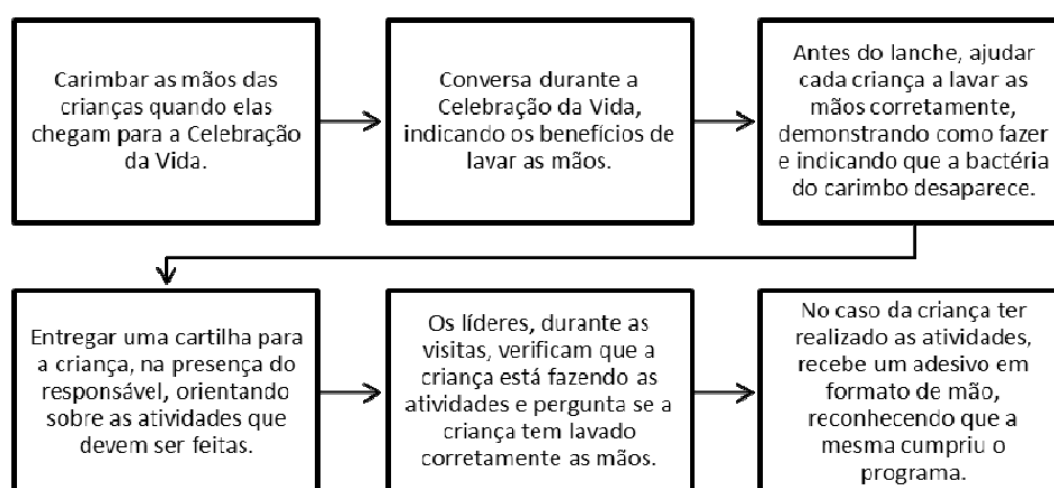 Carimbar as mãos das
crianças quando elas
chegam para a Celebração
da Vida.
Conversa durante a
Celebração da Vida,
indicando os benefícios de
lavar as mãos.
Antes do lanche, ajudar
cada criança a lavar as
mãos corretamente,
demonstrando como fazer
e indicando que a bactéria
do carimbo desaparece.
Entregar uma cartilha para
a criança, na presença do
responsável, orientando
sobre as atividades que
devem ser feitas.
Os líderes, durante as
visitas, verificam que a
criança está fazendo as
atividades e pergunta se a
criança tem lavado
corretamente as mãos.
No caso da criança ter
realizado as atividades,
recebe um adesivo em
formato de mão,
reconhecendo que a
mesma cumpriu o
programa.